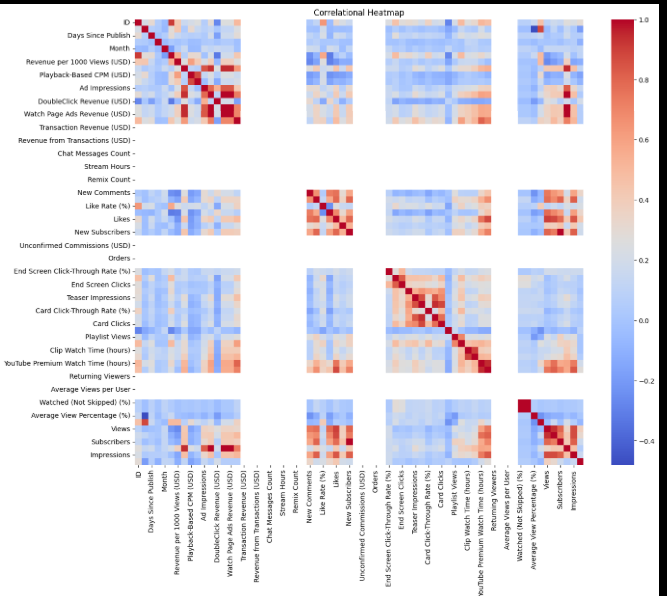 Correlational Heatmap
ID
Days Since Publish
Month
Revenue per 1000 Views (USD)
Playback-Based CPM (USD)
Ad Impressions
DoubleClick Revenue (USD)
Watch Page Ads Revenue (USD)
Transaction Revenue (USD)
Revenue from Transactions (USD)
Chat Messages Count
Stream Hours
Remix Count
New Comments
Like Rate (%)
Likes
New Subscribers
Unconfirmed Commissions (USD)
Orders
End Screen Click-Through Rate (%)
End Screen Clicks
Teaser Impressions
Card Click-Through Rate (%)
Card Clicks
Playlist Views
Clip Watch Time (hours)
YouTube Premium Watch Time (hours)
Returning Viewers
Average Views per User
Watched (Not Skipped) (%)
Average View Percentage (%)
Views
Subscribers
Impressions
1.0
0.8
0.6
0.4
0.2
0.0
−0.2
−0.4
ID
Days Since Publish
Month
Revenue per 1000 Views (USD)
Playback-Based CPM (USD)
Ad Impressions
DoubleClick Revenue (USD)
Watch Page Ads Revenue (USD)
Transaction Revenue (USD)
Revenue from Transactions (USD)
Chat Messages Count
Stream Hours
Remix Count
New Comments
Like Rate (%)
Likes
New Subscribers
Unconfirmed Commissions (USD)
Orders
End Screen Click-Through Rate (%)
End Screen Clicks
Teaser Impressions
Card Click-Through Rate (%)
Card Clicks
Playlist Views
Clip Watch Time (hours)
YouTube Premium Watch Time (hours)
Returning Viewers
Average Views per User
Watched (Not Skipped) (%)
Average View Percentage (%)
Views
Subscribers
Impressions